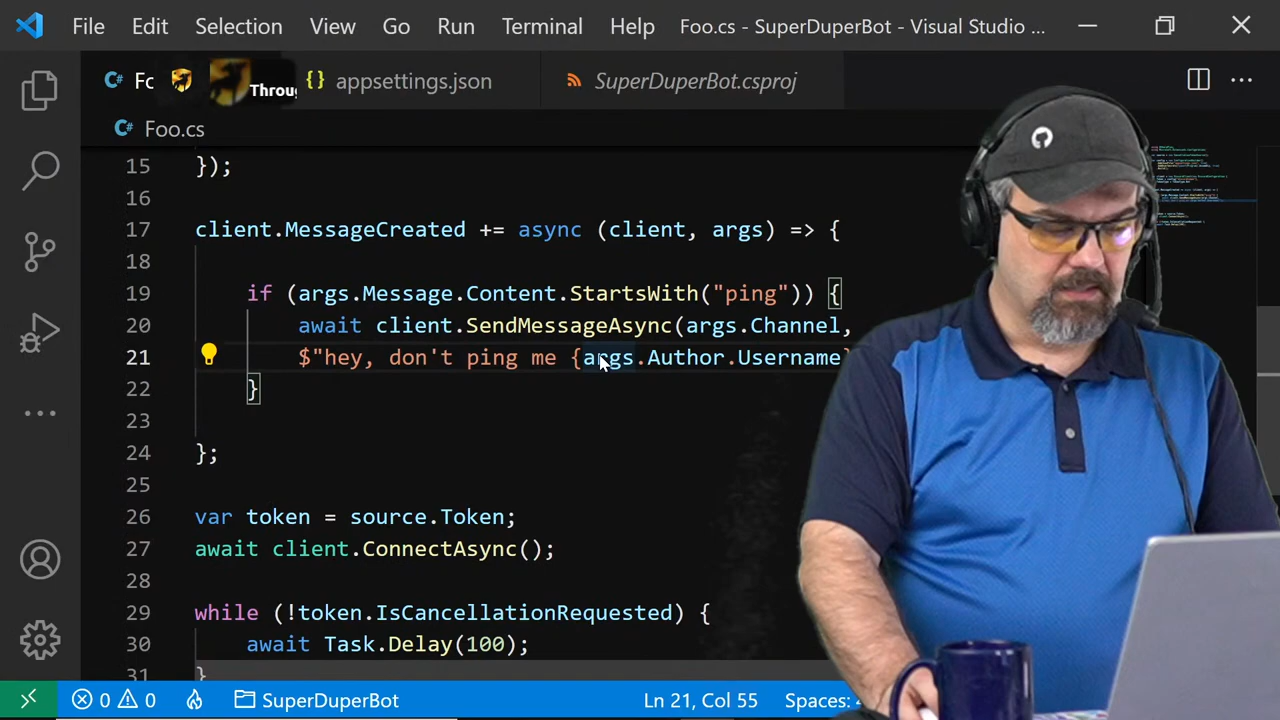 File Edit Selection View Go Run Terminal Help Foo.cs - SuperDuperBot - Visual Studio ...
Fo Throu appsettings.json SuperDuperBot.csproj
Foo.cs
15 });
16
17 client.MessageCreated += async (client, args) => {
18
19 if (args.Message.Content.StartsWith("ping")) {
20 await client.SendMessageAsync(args.Channel,
21 $"hey, don't ping me {args.Author.Username}
22 }
23
24 };
25
26 var token = source.Token;
27 await client.ConnectAsync();
28
29 while (!token.IsCancellationRequested) {
30 await Task.Delay(100);
31 }
0 0 SuperDuperBot Ln 21, Col 55 Spaces: